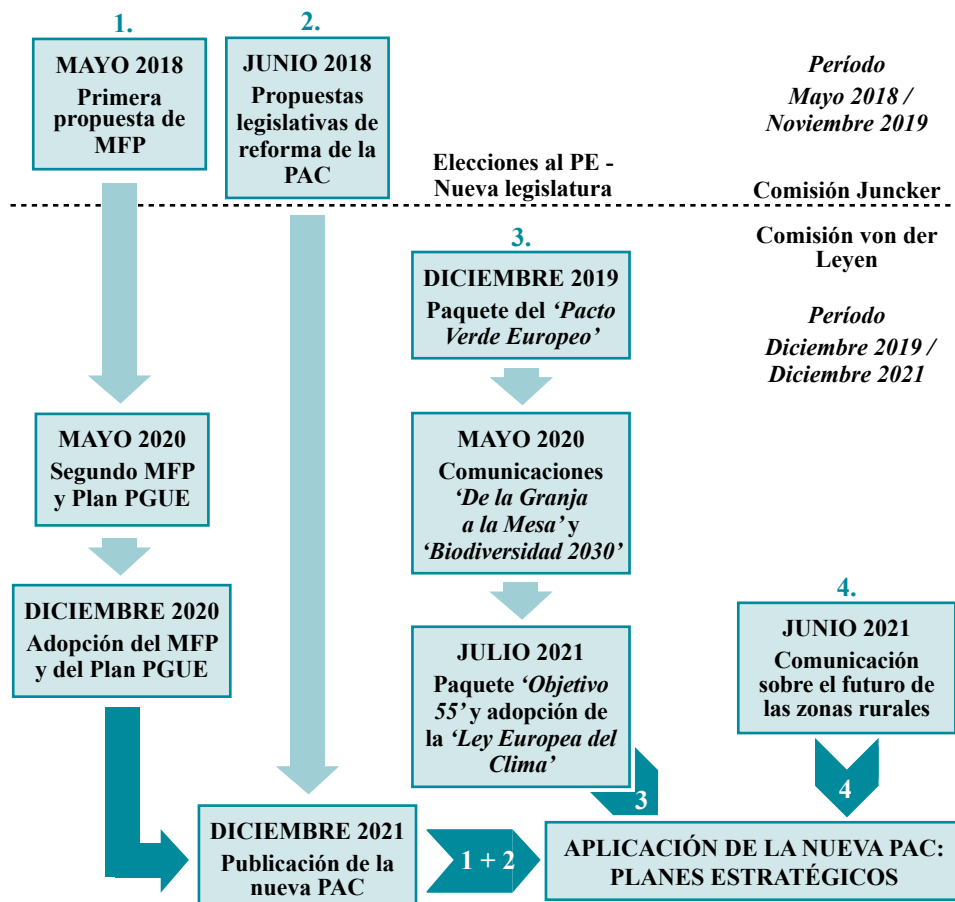 1.
MAYO 2018
Primera
propuesta de
MFP
2.
JUNIO 2018
Propuestas
legislativas de
reforma de la
PAC
Elecciones al PE -
Nueva legislatura
Período
Mayo 2018 /
Noviembre 2019
Comisión Juncker
Comisión von der
Leyen
Período
Diciembre 2019 /
Diciembre 2021
3.
DICIEMBRE 2019
Paquete del ‘Pacto
Verde Europeo’
MAYO 2020
Segundo MFP
y Plan PGUE
MAYO 2020
Comunicaciones
‘De la Granja
a la Mesa’ y
‘Biodiversidad 2030’
DICIEMBRE 2020
Adopción del MFP
y del Plan PGUE
JULIO 2021
Paquete ‘Objetivo
55’ y adopción de
la ‘Ley Europea del
Clima’
4.
JUNIO 2021
Comunicación
sobre el futuro de
las zonas rurales
3
4
DICIEMBRE 2021
Publicación de la
nueva PAC
1 + 2
APLICACIÓN DE LA NUEVA PAC:
PLANES ESTRATÉGICOS